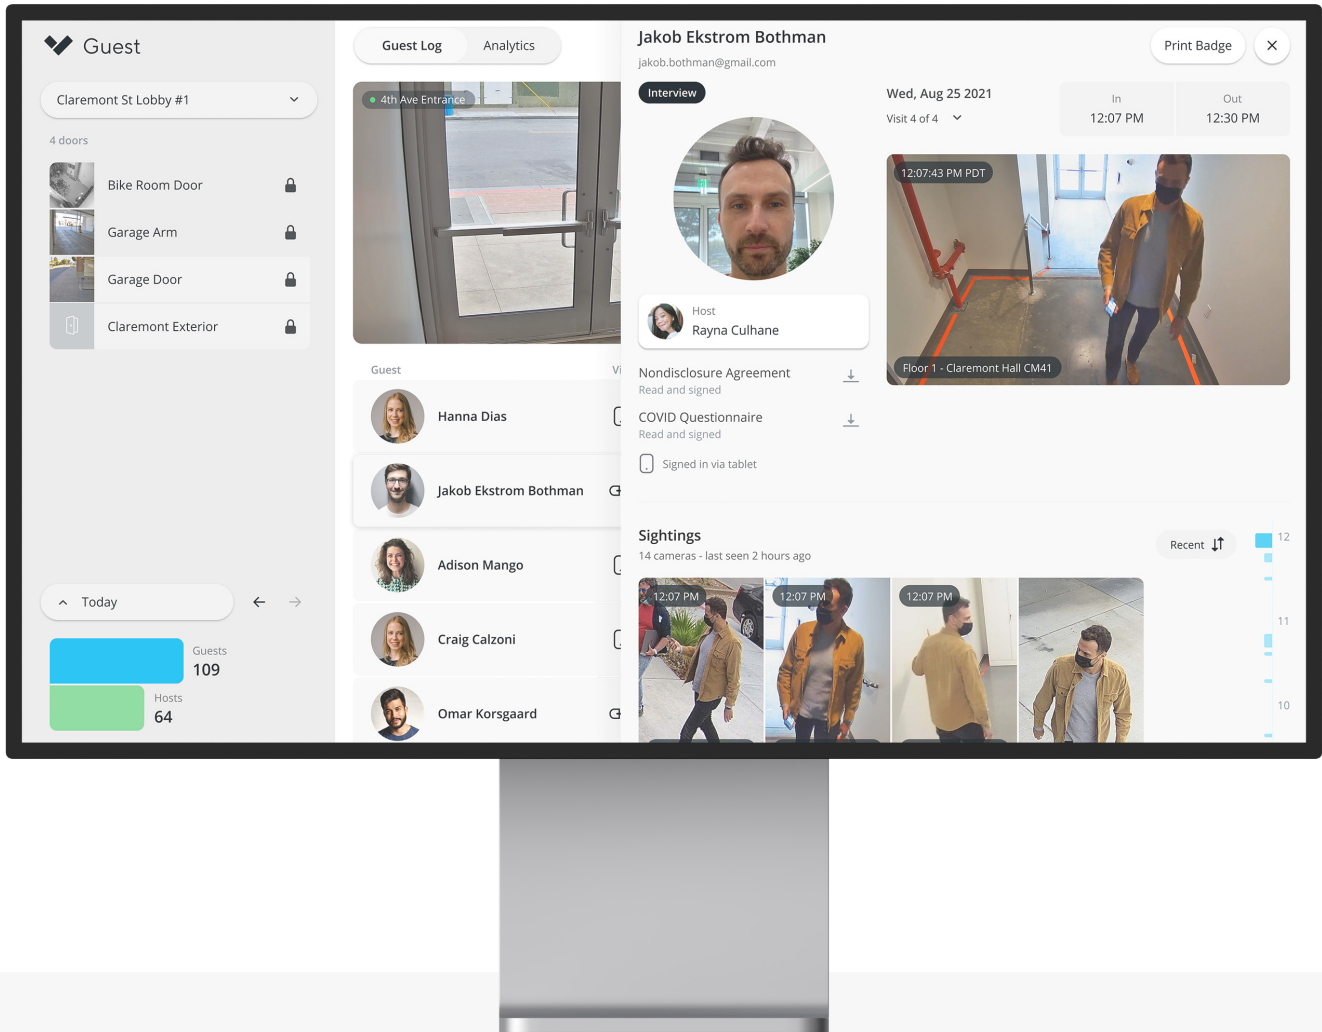 Guest
Claremont St Lobby #1
4 doors
Bike Room Door
Garage Arm
Garage Door
Claremont Exterior
Today
Guests
109
Hosts
64
Guest Log
Analytics
4th Ave Entrance
Guest
Vi
Hanna Dias
Jakob Ekstrom Bothman
Adison Mango
Craig Calzoni
Omar Korsgaard
Jakob Ekstrom Bothman
jakob.bothman@gmail.com
Print Badge
Interview
Wed, Aug 25 2021
Visit 4 of 4
In
12:07 PM
Out
12:30 PM
12:07:43 PM PDT
Floor 1 - Claremont Hall CM41
Host
Rayna Culhane
Nondisclosure Agreement
Read and signed
COVID Questionnaire
Read and signed
Signed in via tablet
Sightings
14 cameras - last seen 2 hours ago
Recent
12:07 PM
12:07 PM
12:07 PM
12
11
10